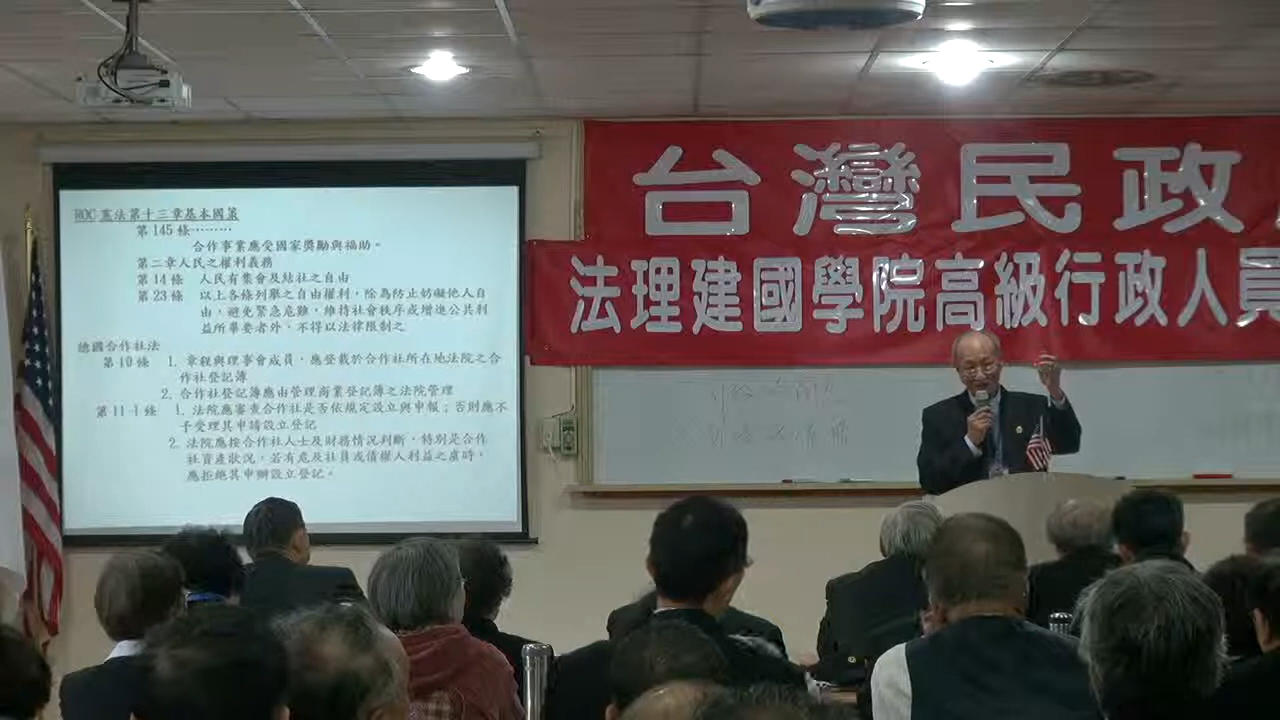 ROC 憲法第十三章基本國策
第 145 條………
合作事業應受國家獎勵與福助。
第二章人民之權利義務
第 14 條 人民有集會及結社之自由
第 23 條 以上各條列舉之自由權利，除為防止妨礙他人自
由，避免緊急危難，維持社會秩序或增進公共利
益所畢要者外，不得以法律限制之
德國合作社法
第 10 條 1. 章程與理事會成員，應登載於合作社所在地法院之合
作社登記簿
2. 合作社登記簿應由管理商業登記簿之法院管理
第 11-1 條 1. 法院應審查合作社是否依規定設立與申報；否則應不
予受理其申請設立登記
2. 法院應按合作社人士及財務情況判斷，特別是合作
社資產狀況，若有危及社員或債權人利益之虞時，
應拒絕其申辦設立登記。
台灣民政
法理建國學院高級行政人員